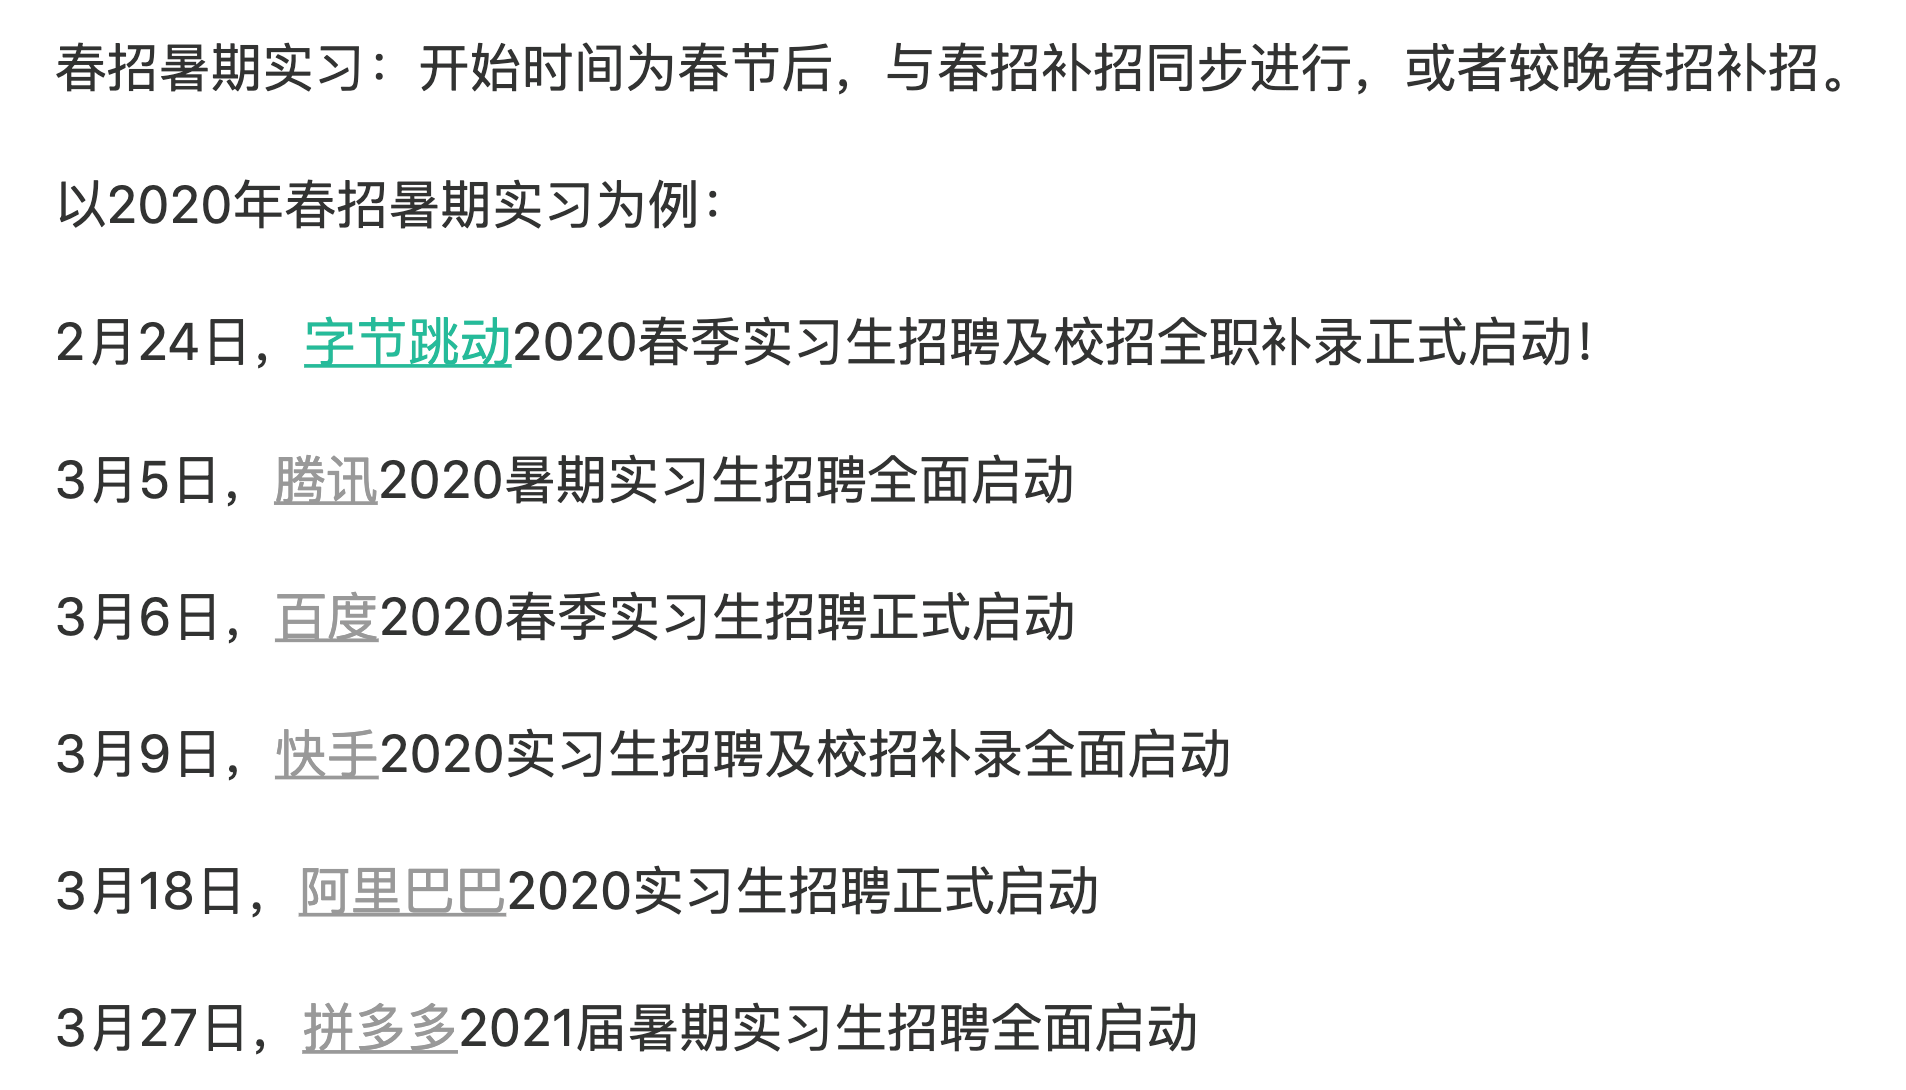 春招暑期实习：开始时间为春节后，与春招补招同步进行，或者较晚春招补招。
以2020年春招暑期实习为例：
2月24日，字节跳动2020春季实习生招聘及校招全职补录正式启动！
3月5日，腾讯2020暑期实习生招聘全面启动
3月6日，百度2020春季实习生招聘正式启动
3月9日，快手2020实习生招聘及校招补录全面启动
3月18日，阿里巴巴2020实习生招聘正式启动
3月27日，拼多多2021届暑期实习生招聘全面启动